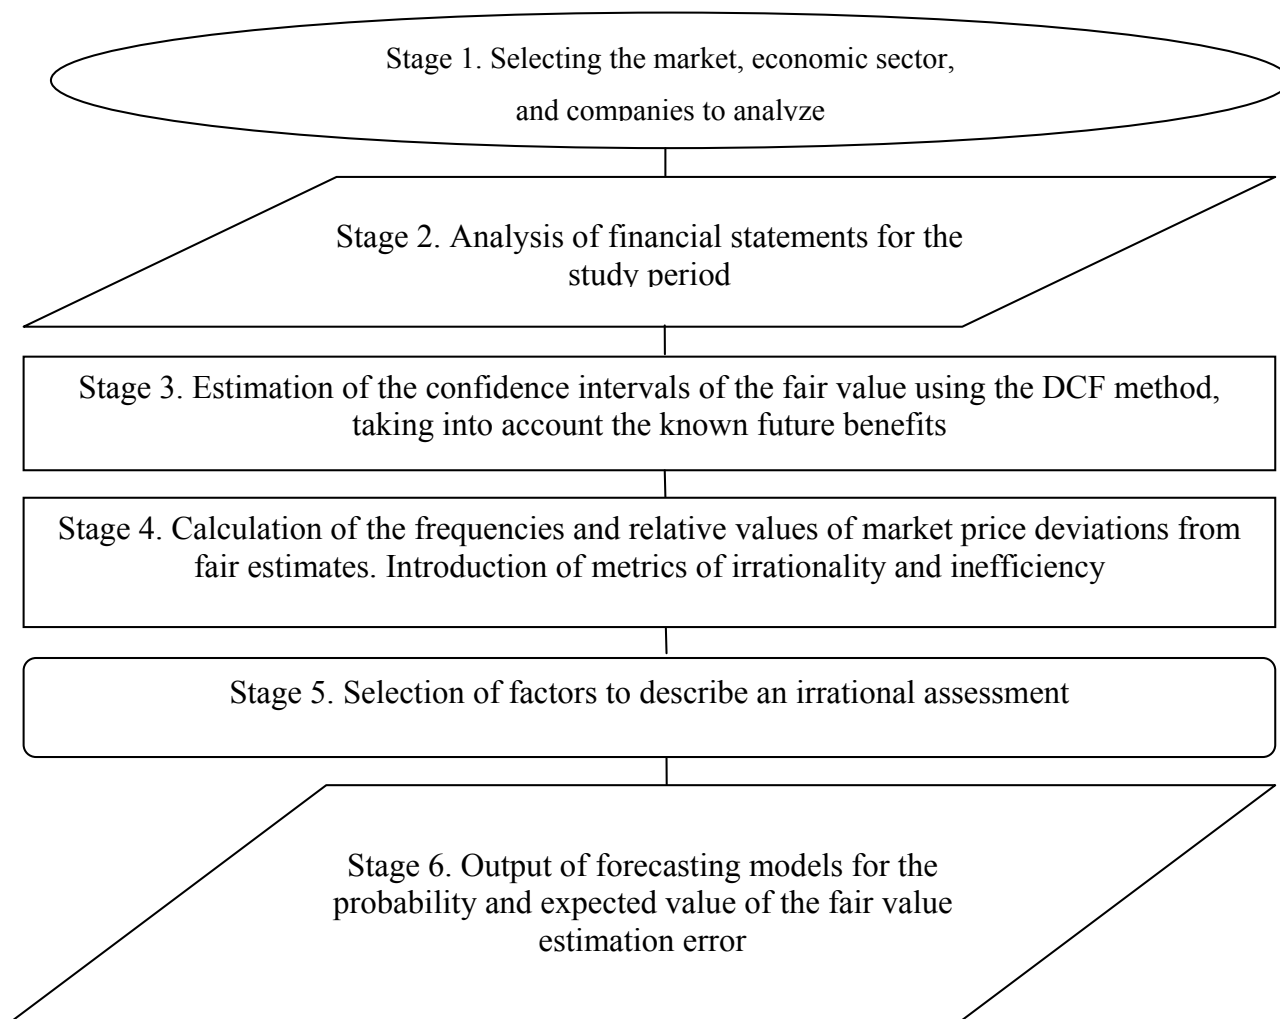 Stage 1. Selecting the market, economic sector,
and companies to analyze
Stage 2. Analysis of financial statements for the
study period
Stage 3. Estimation of the confidence intervals of the fair value using the DCF method,
taking into account the known future benefits
Stage 4. Calculation of the frequencies and relative values of market price deviations from
fair estimates. Introduction of metrics of irrationality and inefficiency
Stage 5. Selection of factors to describe an irrational assessment
Stage 6. Output of forecasting models for the
probability and expected value of the fair value
estimation error